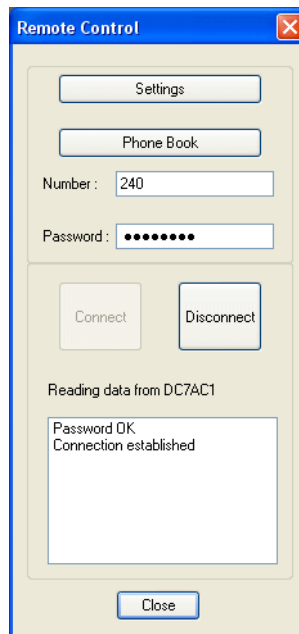 Remote Control
Settings
Phone Book
Number : 240
Password : ●●●●●●●●
Connect Disconnect
Reading data from DC7AC1
Password OK
Connection established
Close